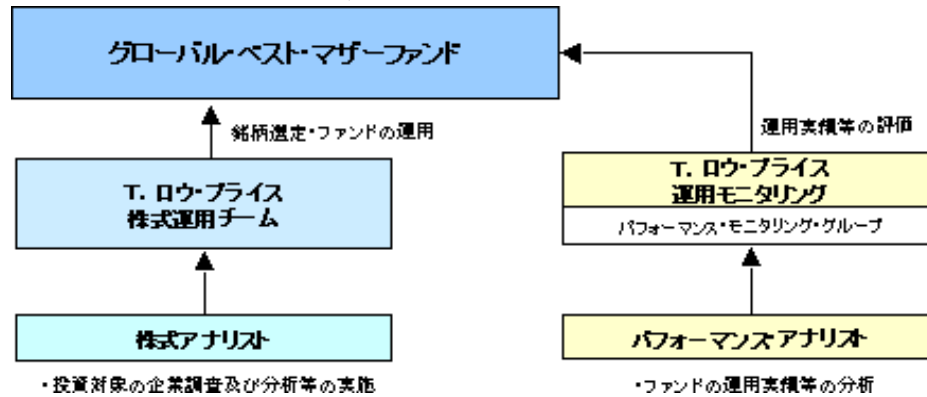 グローバル・ベスト・マザーファンド
銘柄選定・ファンドの運用
運用実績等の評価
T. ロウ・プライス
株式運用チーム
T. ロウ・プライス
運用モニタリング
パフォーマンス・モニタリング・グループ
株式アナリスト
パフォーマンスアナリスト
・投資対象の企業調査及び分析等の実施
・ファンドの運用実績等の分析